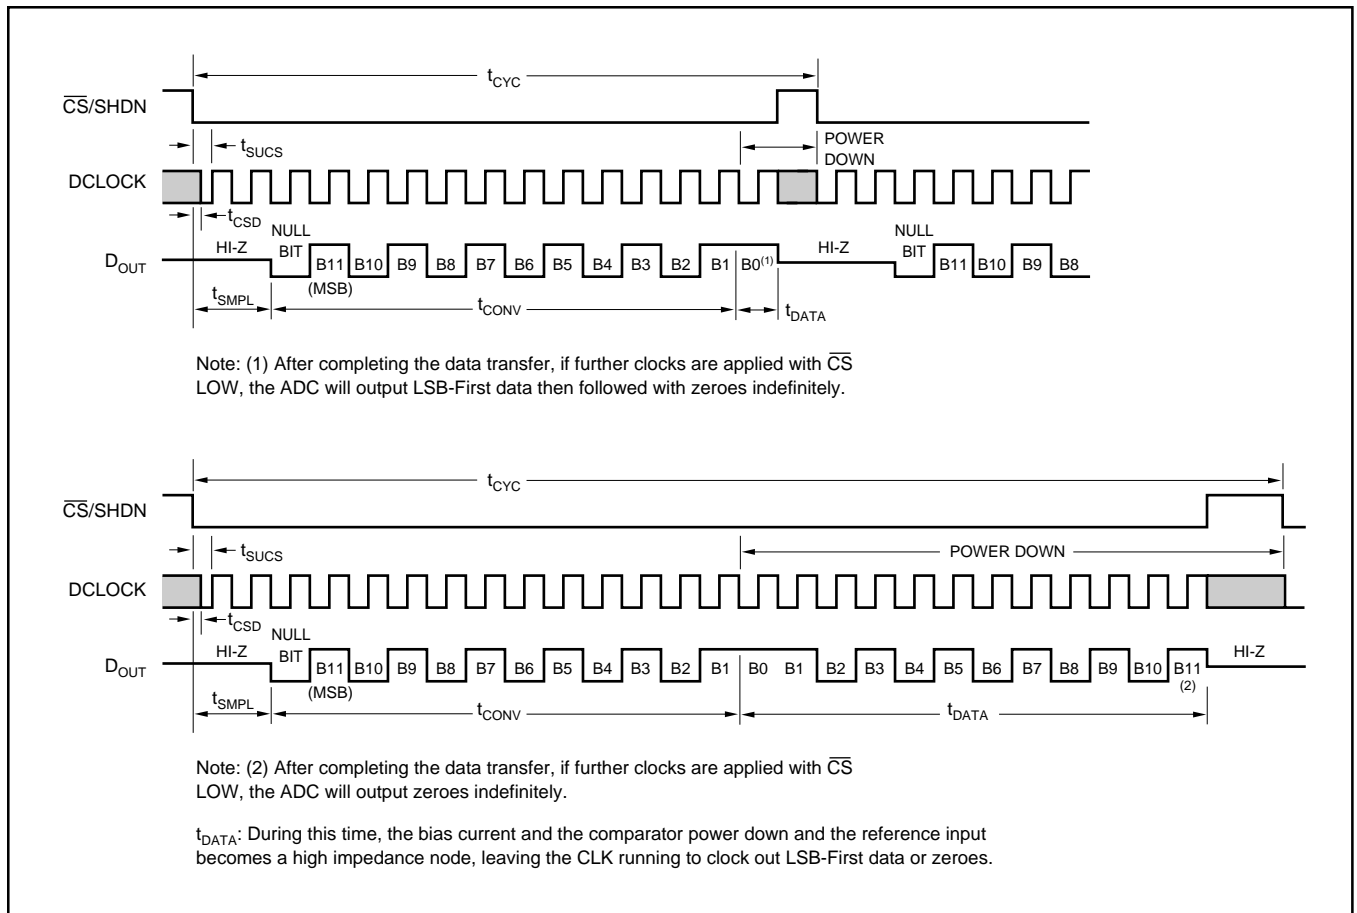 t_CYC
C̅S̅/SHDN
POWER
DOWN
t_SUCS
DCLOCK
t_CSD
NULL
BIT
HI-Z
HI-Z
NULL
BIT
D_OUT
B11 B10 B9 B8 B7 B6 B5 B4 B3 B2 B1 B0(1)
B11 B10 B9 B8
(MSB)
t_SMPL
t_CONV
t_DATA
Note: (1) After completing the data transfer, if further clocks are applied with C̅S̅
LOW, the ADC will output LSB-First data then followed with zeroes indefinitely.
t_CYC
C̅S̅/SHDN
t_SUCS
POWER DOWN
DCLOCK
t_CSD
NULL
BIT
HI-Z
HI-Z
D_OUT
B11 B10 B9 B8 B7 B6 B5 B4 B3 B2 B1 B0 B1 B2 B3 B4 B5 B6 B7 B8 B9 B10 B11
(MSB)
(2)
t_SMPL
t_CONV
t_DATA
Note: (2) After completing the data transfer, if further clocks are applied with C̅S̅
LOW, the ADC will output zeroes indefinitely.
t_DATA: During this time, the bias current and the comparator power down and the reference input
becomes a high impedance node, leaving the CLK running to clock out LSB-First data or zeroes.